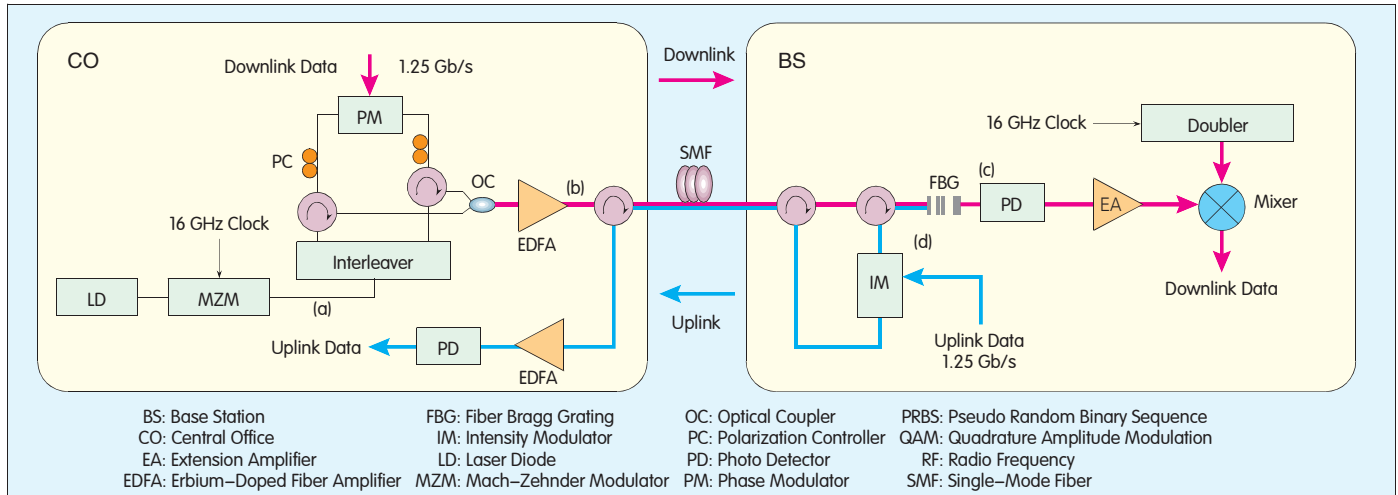 CO
Downlink Data
1.25 Gb/s
PM
PC
OC
(b)
EDFA
16 GHz Clock
Interleaver
LD
MZM
(a)
Uplink Data
PD
EDFA
Downlink
SMF
Uplink
BS
16 GHz Clock
Doubler
FBG
(c)
PD
EA
Mixer
(d)
IM
Downlink Data
Uplink Data
1.25 Gb/s
BS: Base Station
CO: Central Office
EA: Extension Amplifier
EDFA: Erbium-Doped Fiber Amplifier
FBG: Fiber Bragg Grating
IM: Intensity Modulator
LD: Laser Diode
MZM: Mach-Zehnder Modulator
OC: Optical Coupler
PC: Polarization Controller
PD: Photo Detector
PM: Phase Modulator
PRBS: Pseudo Random Binary Sequence
QAM: Quadrature Amplitude Modulation
RF: Radio Frequency
SMF: Single-Mode Fiber